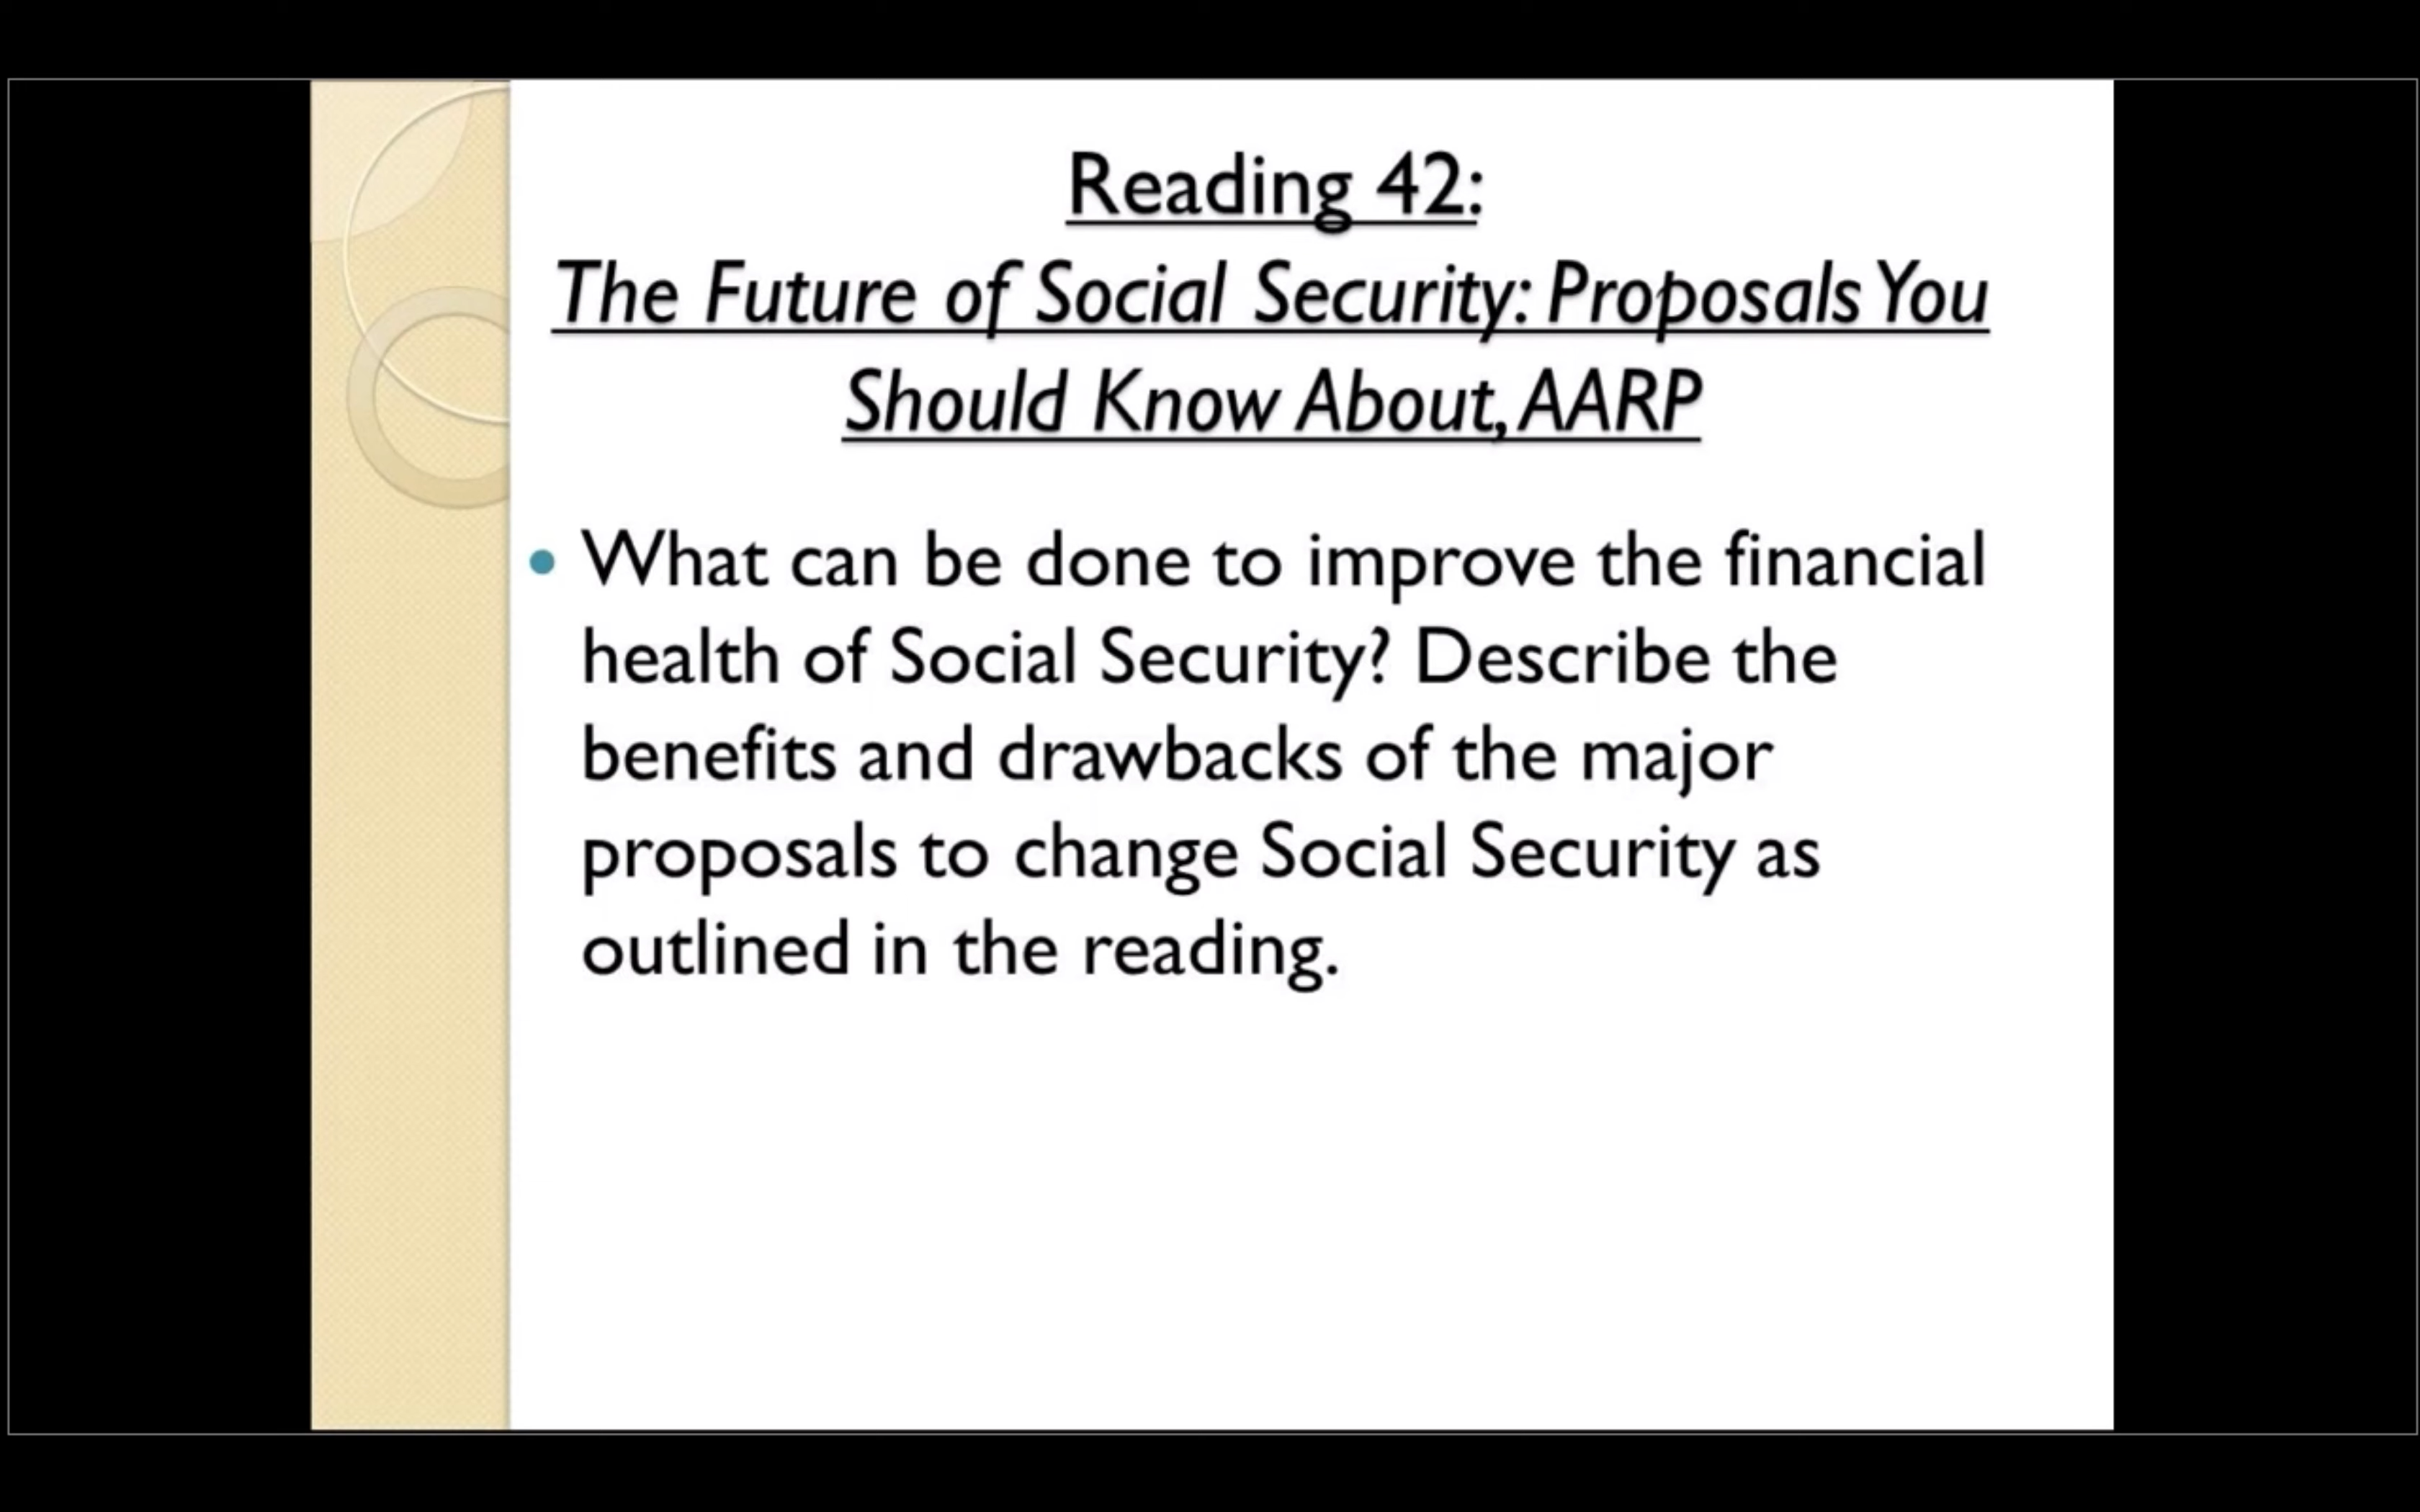 Reading 42:
The Future of Social Security: Proposals You
Should Know About, AARP
• What can be done to improve the financial
health of Social Security? Describe the
benefits and drawbacks of the major
proposals to change Social Security as
outlined in the reading.